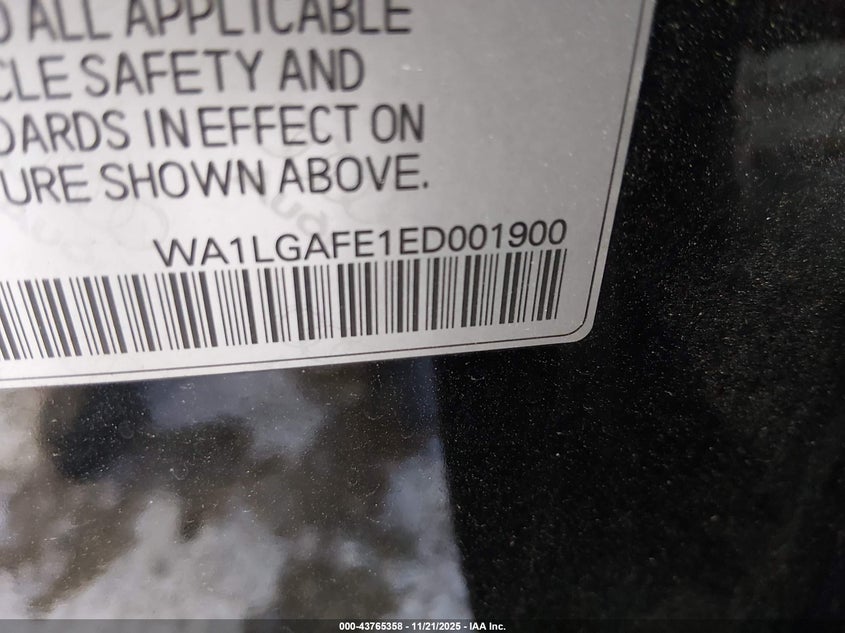 ALL APPLICABLE
CLE SAFETY AND
DARDS IN EFFECT ON
URE SHOWN ABOVE.
WA1LGAFE1ED001900
000-43765358 - 11/21/2025 - IAA Inc.